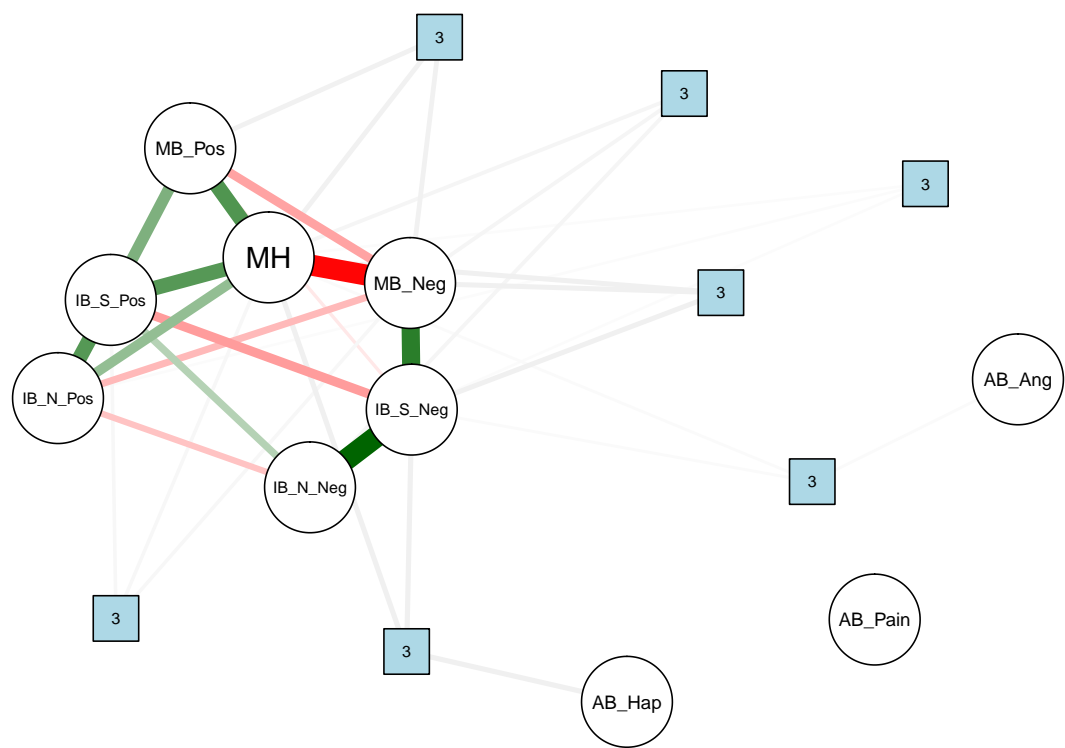 3
3
MB_Pos
3
MH
MB_Neg
3
IB_S_Pos
AB_Ang
IB_N_Pos
IB_S_Neg
3
IB_N_Neg
3
AB_Pain
3
AB_Hap